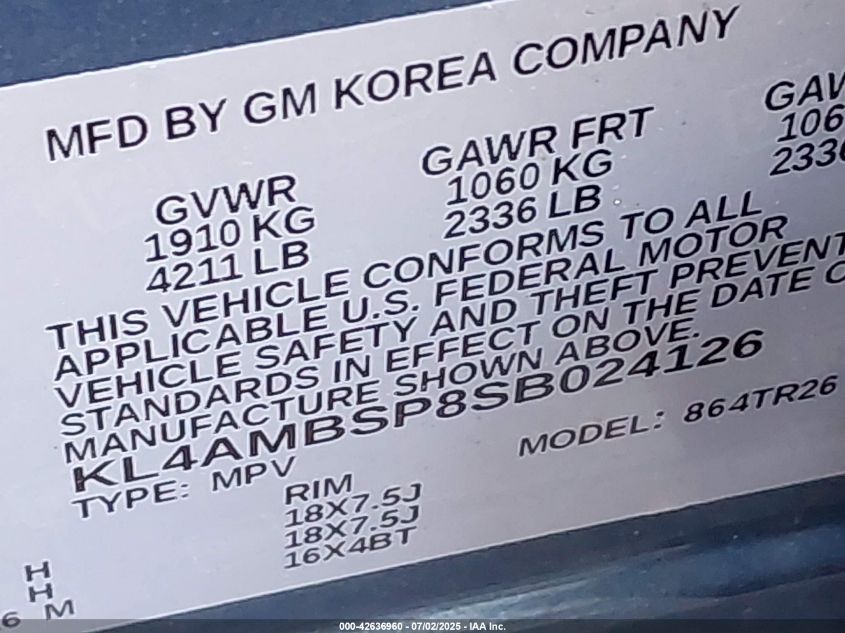 MFD BY GM KOREA COMPANY
GVWR GAWR FRT GAW
1910 KG 1060 KG 106
4211 LB 2336 LB 2336
THIS VEHICLE CONFORMS TO ALL
APPLICABLE U.S. FEDERAL MOTOR
VEHICLE SAFETY AND THEFT PREVENT
STANDARDS IN EFFECT ON THE DATE O
MANUFACTURE SHOWN ABOVE.
KL4AMBSP8SB024126
TYPE: MPV MODEL: 864TR26
RIM
18X7.5J
H 18X7.5J
H 16X4BT
6 M
000-42636960 - 07/02/2025 - IAA Inc.